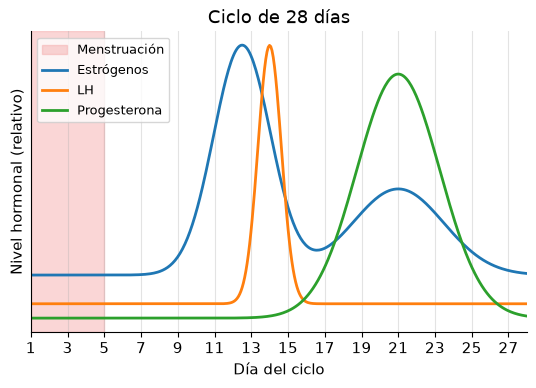 Ciclo de 28 días
Menstruación
Estrógenos
LH
Progesterona
Nivel hormonal (relativo)
1 3 5 7 9 11 13 15 17 19 21 23 25 27
Día del ciclo